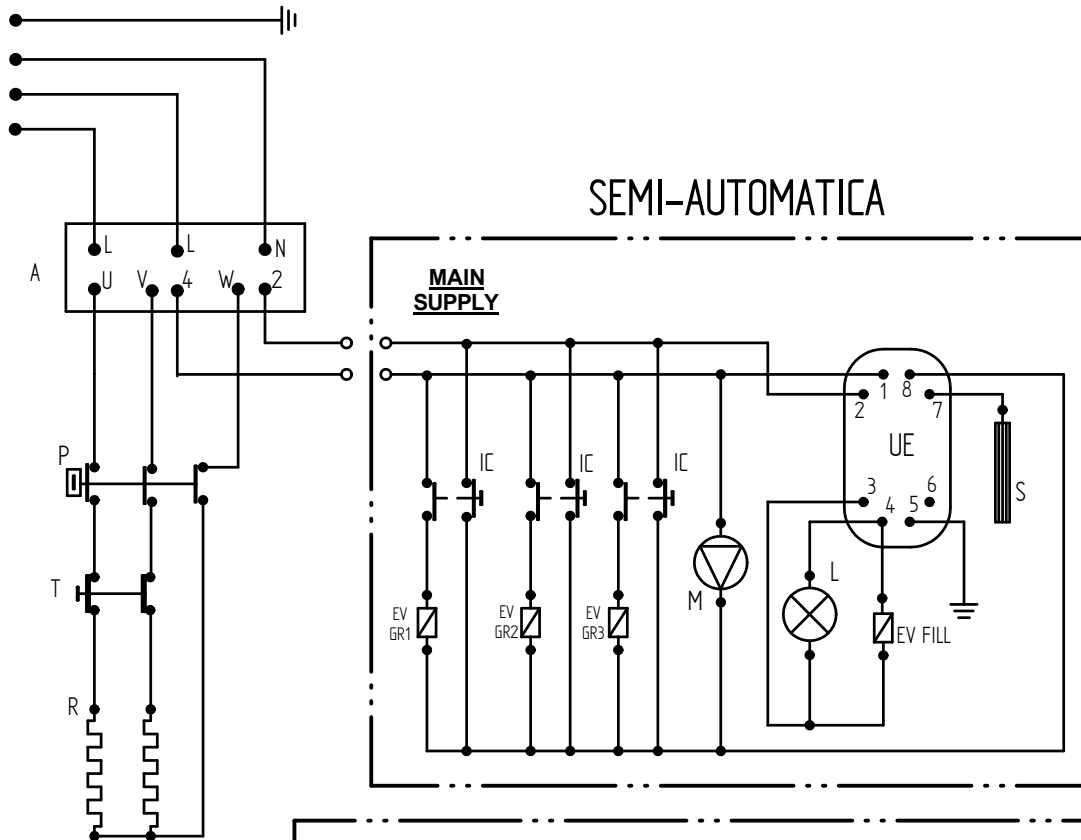 SEMI-AUTOMATICA
L L N
A
U V 4 W 2
MAIN
SUPPLY
1 8
2 7
UE
P
IC IC IC
3 6
4 5
S
T
L
M
EV
GR1
EV
GR2
EV
GR3
EV FILL
R